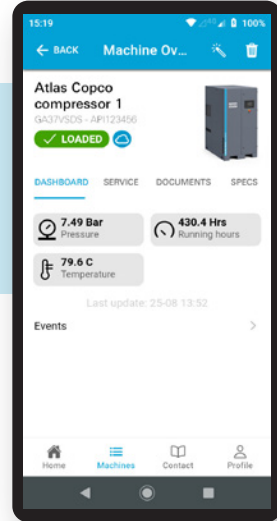 15:19
4G
100%
BACK
Machine Ov...
Atlas Copco
compressor 1
GA37VSDS - API123456
LOADED
DASHBOARD SERVICE DOCUMENTS SPECS
7.49 Bar
Pressure
430.4 Hrs
Running hours
79.6 C
Temperature
Last update: 25-08 13:52
Events
Home Machines Contact Profile